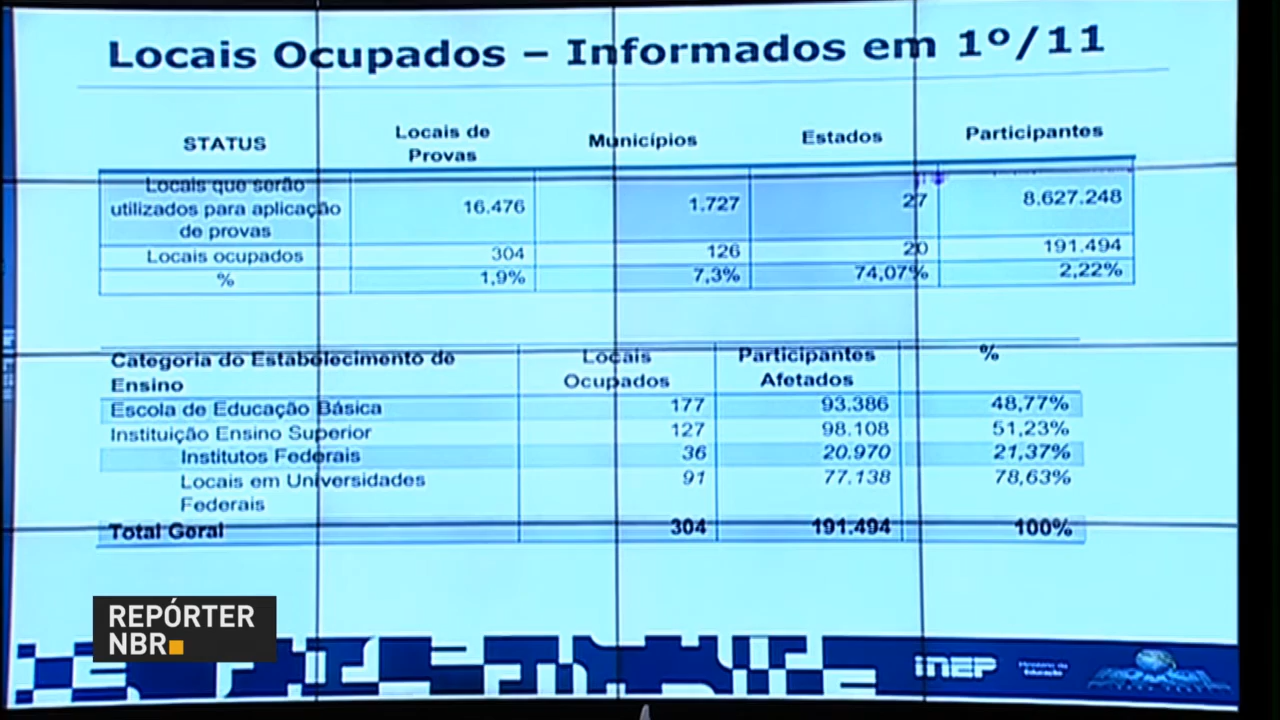 Locais Ocupados – Informados em 1º/11
STATUS
Locais de
Provas
Municípios
Estados
Participantes
Locais que serão
utilizados para aplicação
de provas
16.476
1.727
27
8.627.248
Locais ocupados
304
126
20
191.494
%
1,9%
7,3%
74,07%
2,22%
Categoria do Estabelecimento de
Ensino
Locais
Ocupados
Participantes
Afetados
%
Escola de Educação Básica
177
93.386
48,77%
Instituição Ensino Superior
127
98.108
51,23%
Institutos Federais
36
20.970
21,37%
Locais em Universidades
Federais
91
77.138
78,63%
Total Geral
304
191.494
100%
REPÓRTER
NBR
inep
Ministério da
Educação